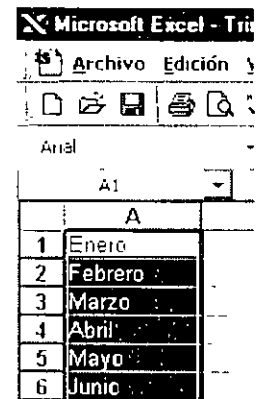 Microsoft Excel - Tri
Archivo Edición
Arial
A1
A
1 Enero
2 Febrero
3 Marzo
4 Abril
5 Mayo
6 Junio